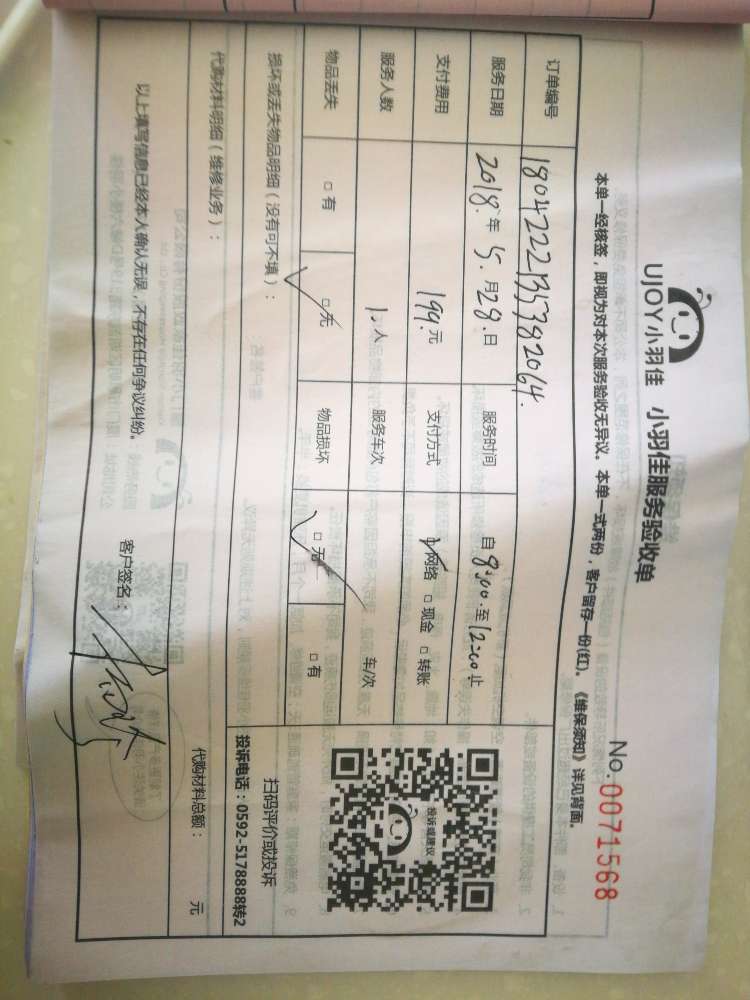 UJOY小羽佳 小羽佳服务验收单
No.0071568
本单一经核签，即视为对本次服务验收无异议。本单一式两份，客户留存一份(红)。《维保须知》详见背面。
订单编号 1804222135382064.
服务日期 2018.年 5.月28.日 服务时间 自 8:00.至 12:00 止
支付费用 199.元 支付方式 ☑网络 □现金 □转账
服务人数 1.人 服务车次 车/次
物品丢失 □有 ☑无 物品损坏 ☑无 □有
损坏或丢失物品明细（没有可不填）：
投诉或建议
扫码评价或投诉
投诉电话：0592-5178888转2
代购材料明细（维修业务）：
代购材料总额： 元
以上填写信息已经本人确认无误，不存在任何争议纠纷。
客户签名：